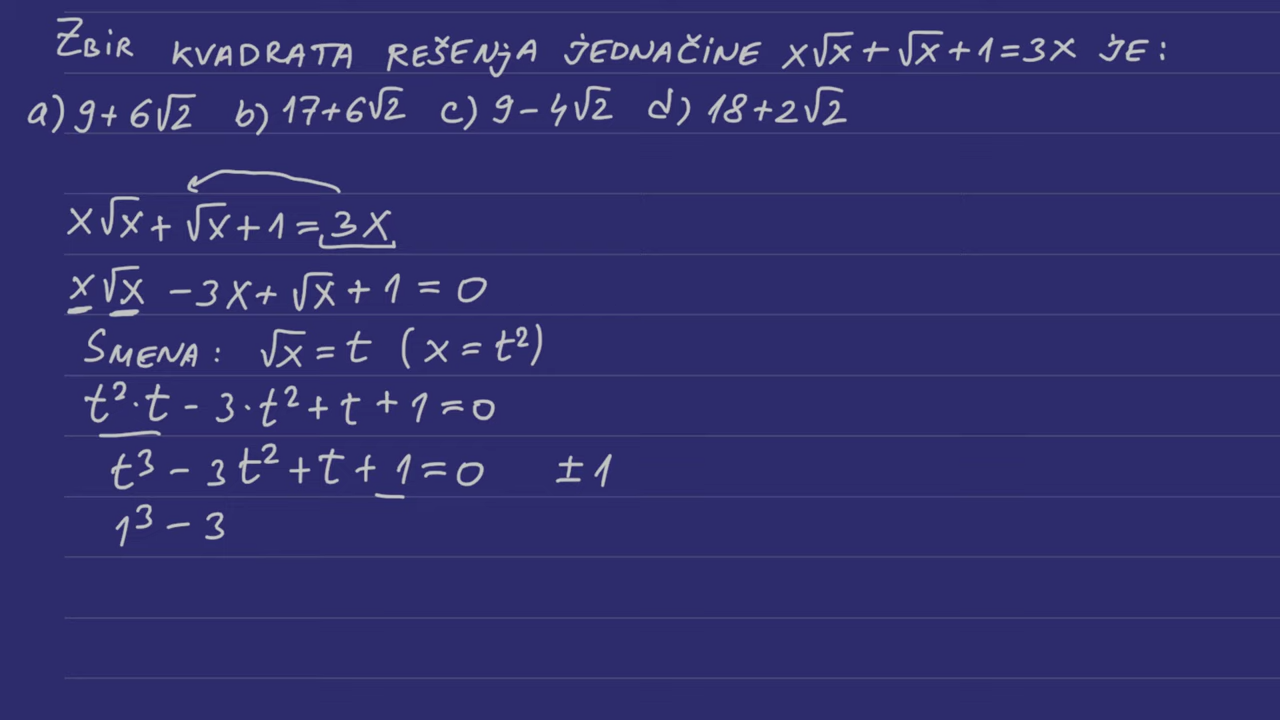 ZBIR KVADRATA REŠENjA JEDNAČINE x√x + √x + 1 = 3x JE:
a) 9+6√2 b) 17+6√2 c) 9-4√2 d) 18+2√2
x√x + √x + 1 = 3x
x√x - 3x + √x + 1 = 0
SMENA: √x = t (x = t²)
t²·t - 3·t² + t + 1 = 0
t³ - 3t² + t + 1 = 0 ±1
1³ - 3